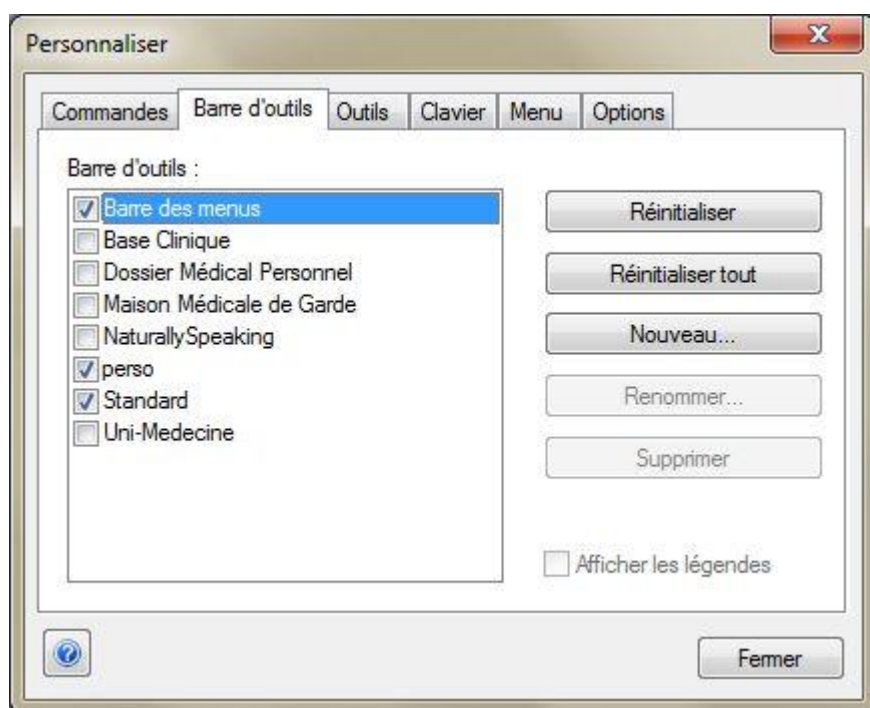 Personnaliser
Commandes Barre d'outils Outils Clavier Menu Options
Barre d'outils :
Barre des menus
Base Clinique
Dossier Médical Personnel
Maison Médicale de Garde
NaturallySpeaking
perso
Standard
Uni-Medecine
Réinitialiser
Réinitialiser tout
Nouveau...
Renommer...
Supprimer
Afficher les légendes
Fermer